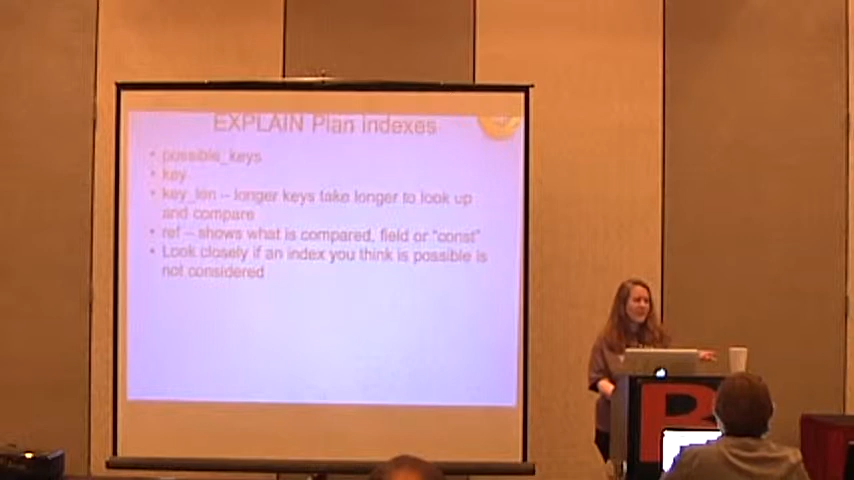 EXPLAIN Plan Indexes
• possible_keys
• key
• key_len – longer keys take longer to look up
and compare
• ref – shows what is compared, field or "const"
• Look closely if an index you think is possible is
not considered
R